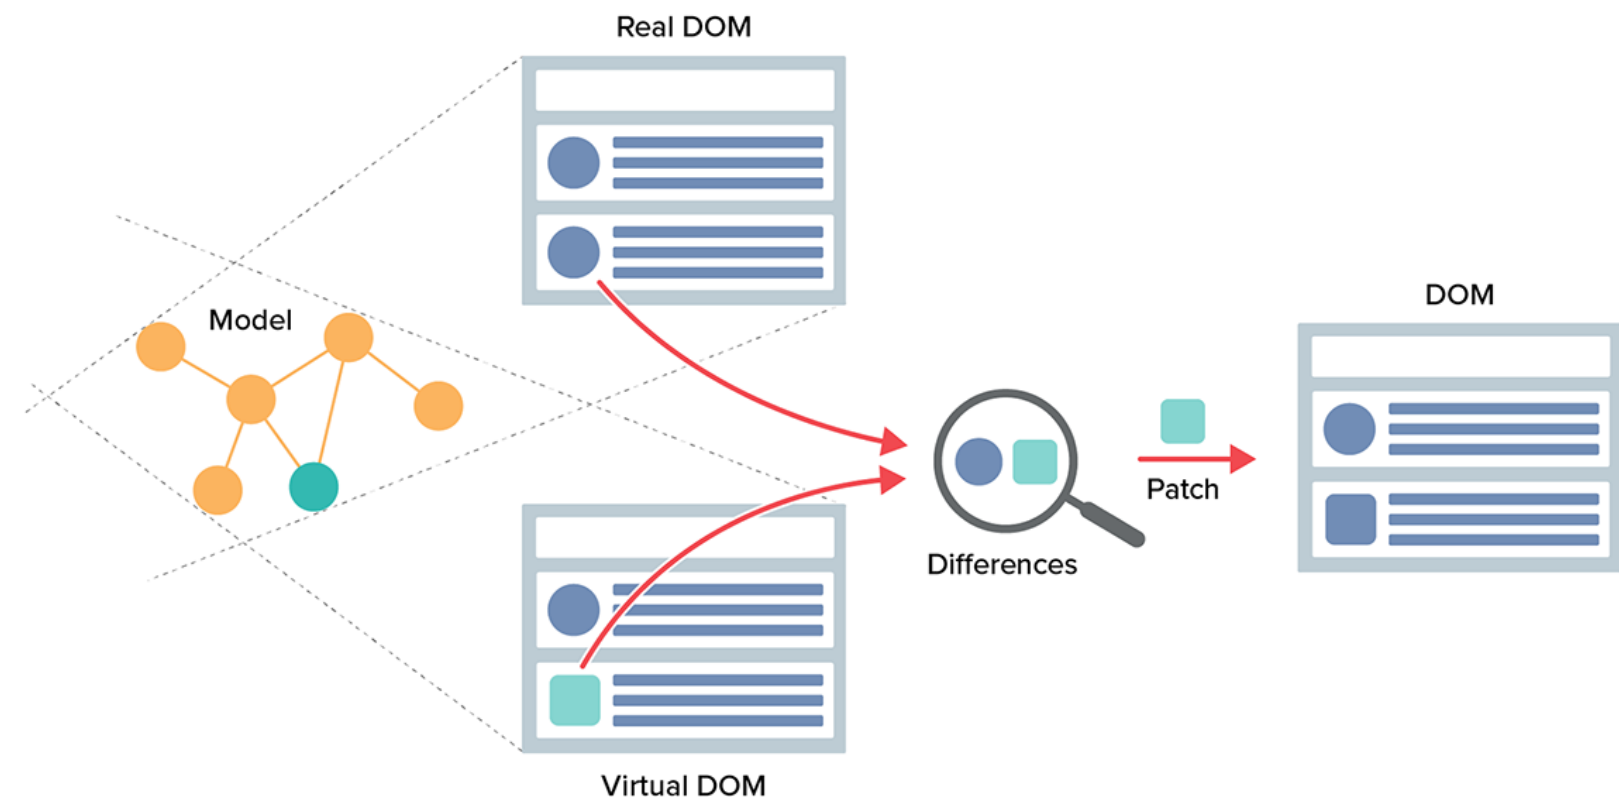 Real DOM
Model
DOM
Patch
Differences
Virtual DOM